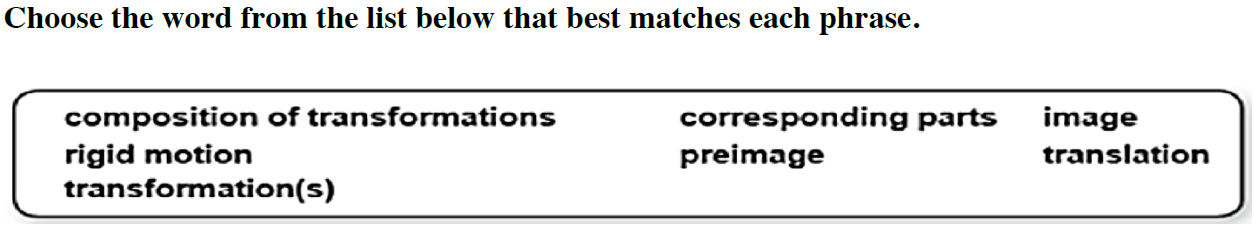 Choose the word from the list below that best matches each phrase.
composition of transformations corresponding parts image
rigid motion preimage translation
transformation(s)